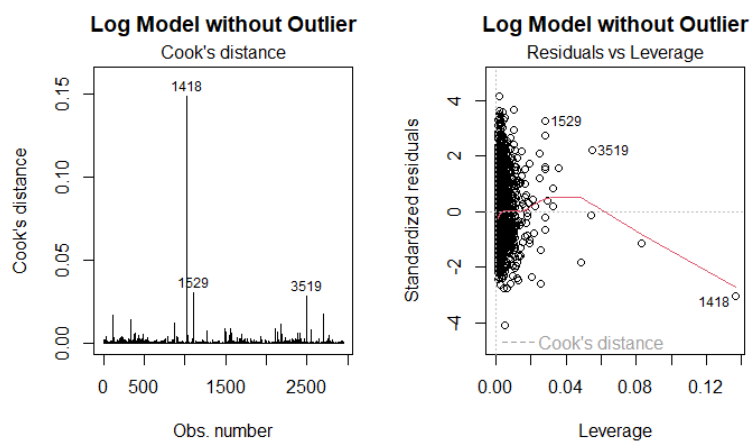 Log Model without Outlier
Cook's distance
Cook's distance
0.00 0.05 0.10 0.15
1418
1529
3519
0 500 1500 2500
Obs. number
Log Model without Outlier
Residuals vs Leverage
Standardized residuals
-4 -2 0 2 4
1529
3519
1418
Cook's distance
0.00 0.04 0.08 0.12
Leverage